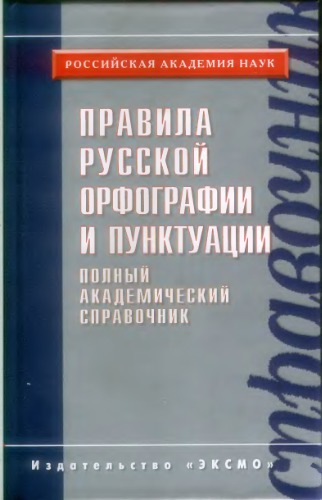 РОССИЙСКАЯ АКАДЕМИЯ НАУК
ПРАВИЛА
РУССКОЙ
ОРФОГРАФИИ
И ПУНКТУАЦИИ
ПОЛНЫЙ
АКАДЕМИЧЕСКИЙ
СПРАВОЧНИК
справочник
Издательство «ЭКСМО»